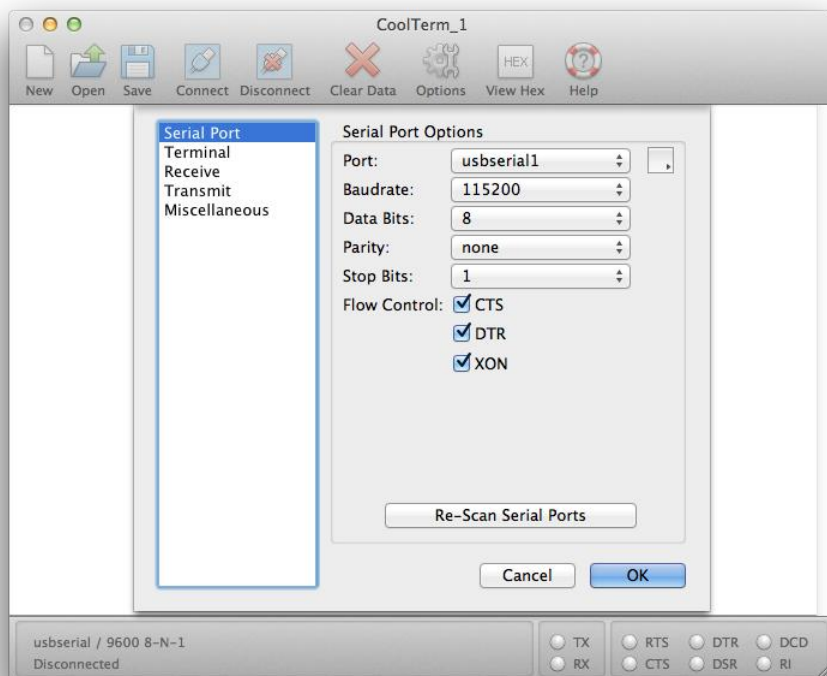 CoolTerm_1
New Open Save Connect Disconnect Clear Data Options HEX View Hex ? Help
Serial Port
Terminal
Receive
Transmit
Miscellaneous
Serial Port Options
Port: usbserial1
Baudrate: 115200
Data Bits: 8
Parity: none
Stop Bits: 1
Flow Control: CTS
DTR
XON
Re-Scan Serial Ports
Cancel OK
usbserial / 9600 8-N-1
Disconnected
TX RTS DTR DCD
RX CTS DSR RI